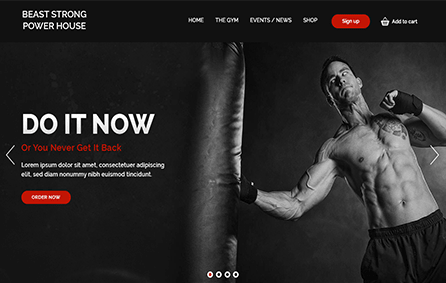 BEAST STRONG
POWER HOUSE
HOME THE GYM EVENTS / NEWS SHOP Sign up Add to cart
DO IT NOW
Or You Never Get It Back
Lorem ipsum dolor sit amet, consectetuer adipiscing
elit, sed diam nonummy nibh euismod tincidunt.
ORDER NOW